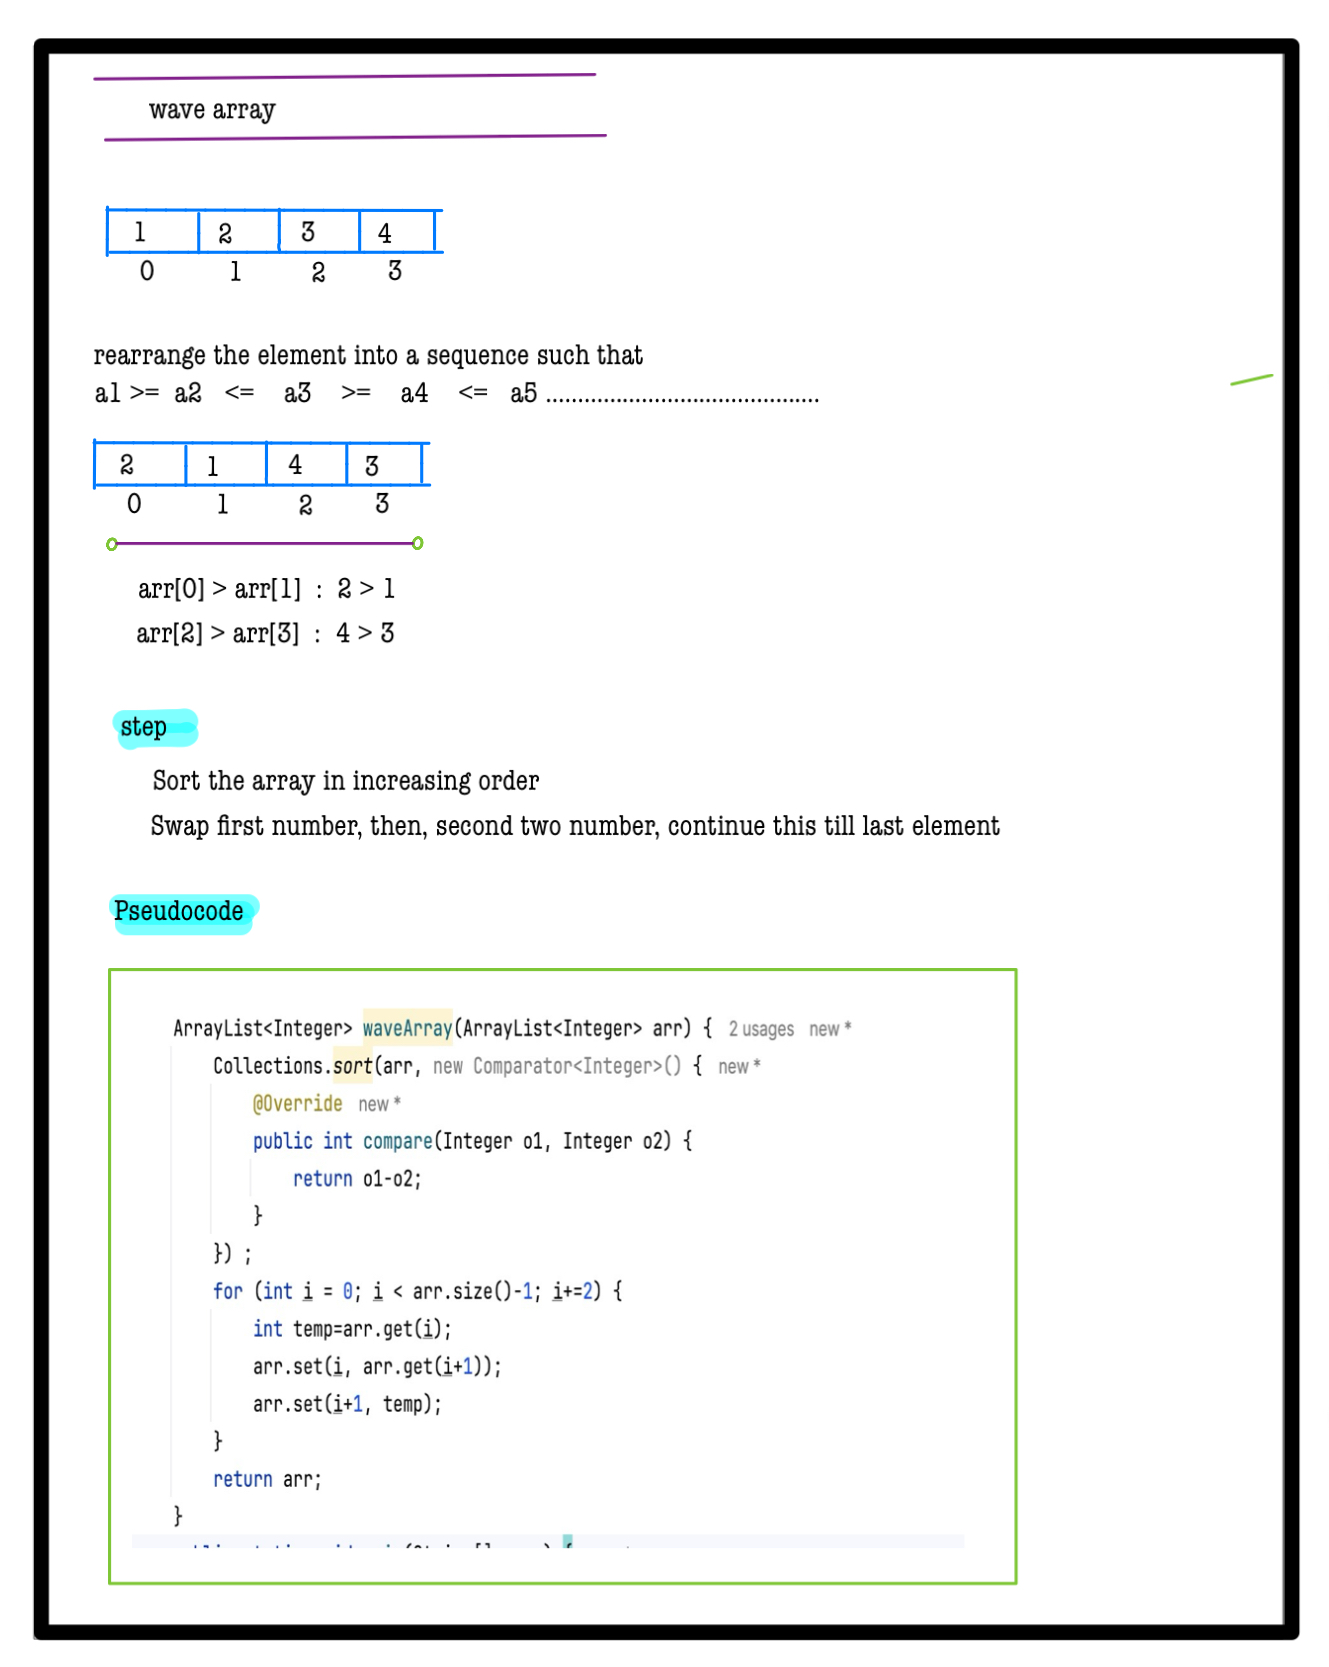 wave array
1 2 3 4
0 1 2 3
rearrange the element into a sequence such that
a1 >= a2 <= a3 >= a4 <= a5 ..........................................
2 1 4 3
0 1 2 3
arr[0] > arr[1] : 2 > 1
arr[2] > arr[3] : 4 > 3
step
Sort the array in increasing order
Swap first number, then, second two number, continue this till last element
Pseudocode
ArrayList<Integer> waveArray(ArrayList<Integer> arr) { 2 usages new *
Collections.sort(arr, new Comparator<Integer>() { new *
@Override new *
public int compare(Integer o1, Integer o2) {
return o1-o2;
}
}) ;
for (int i = 0; i < arr.size()-1; i+=2) {
int temp=arr.get(i);
arr.set(i, arr.get(i+1));
arr.set(i+1, temp);
}
return arr;
}